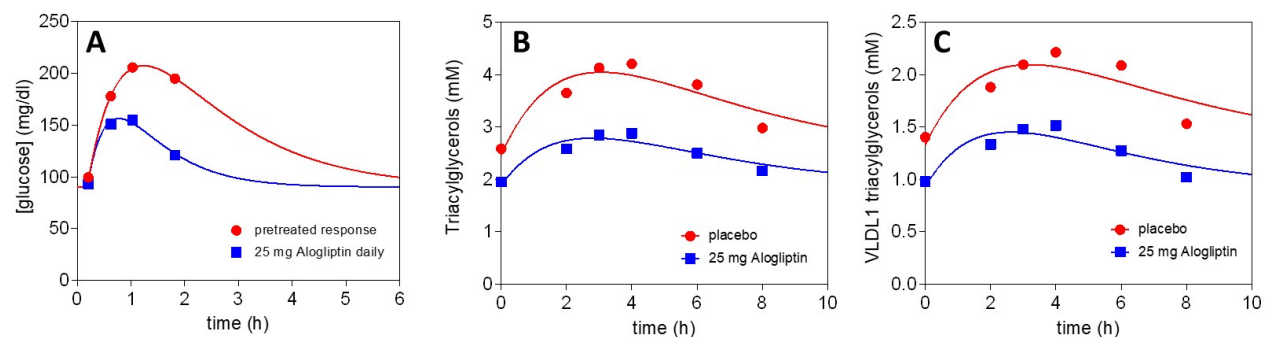 A
[glucose] (mg/dl)
250
200
150
100
50
0
0 1 2 3 4 5 6
time (h)
pretreated response
25 mg Alogliptin daily
B
Triacylglycerols (mM)
5
4
3
2
1
0
0 2 4 6 8 10
time (h)
placebo
25 mg Alogliptin
C
VLDL1 triacylglycerols (mM)
2.5
2.0
1.5
1.0
0.5
0.0
0 2 4 6 8 10
time (h)
placebo
25 mg Alogliptin